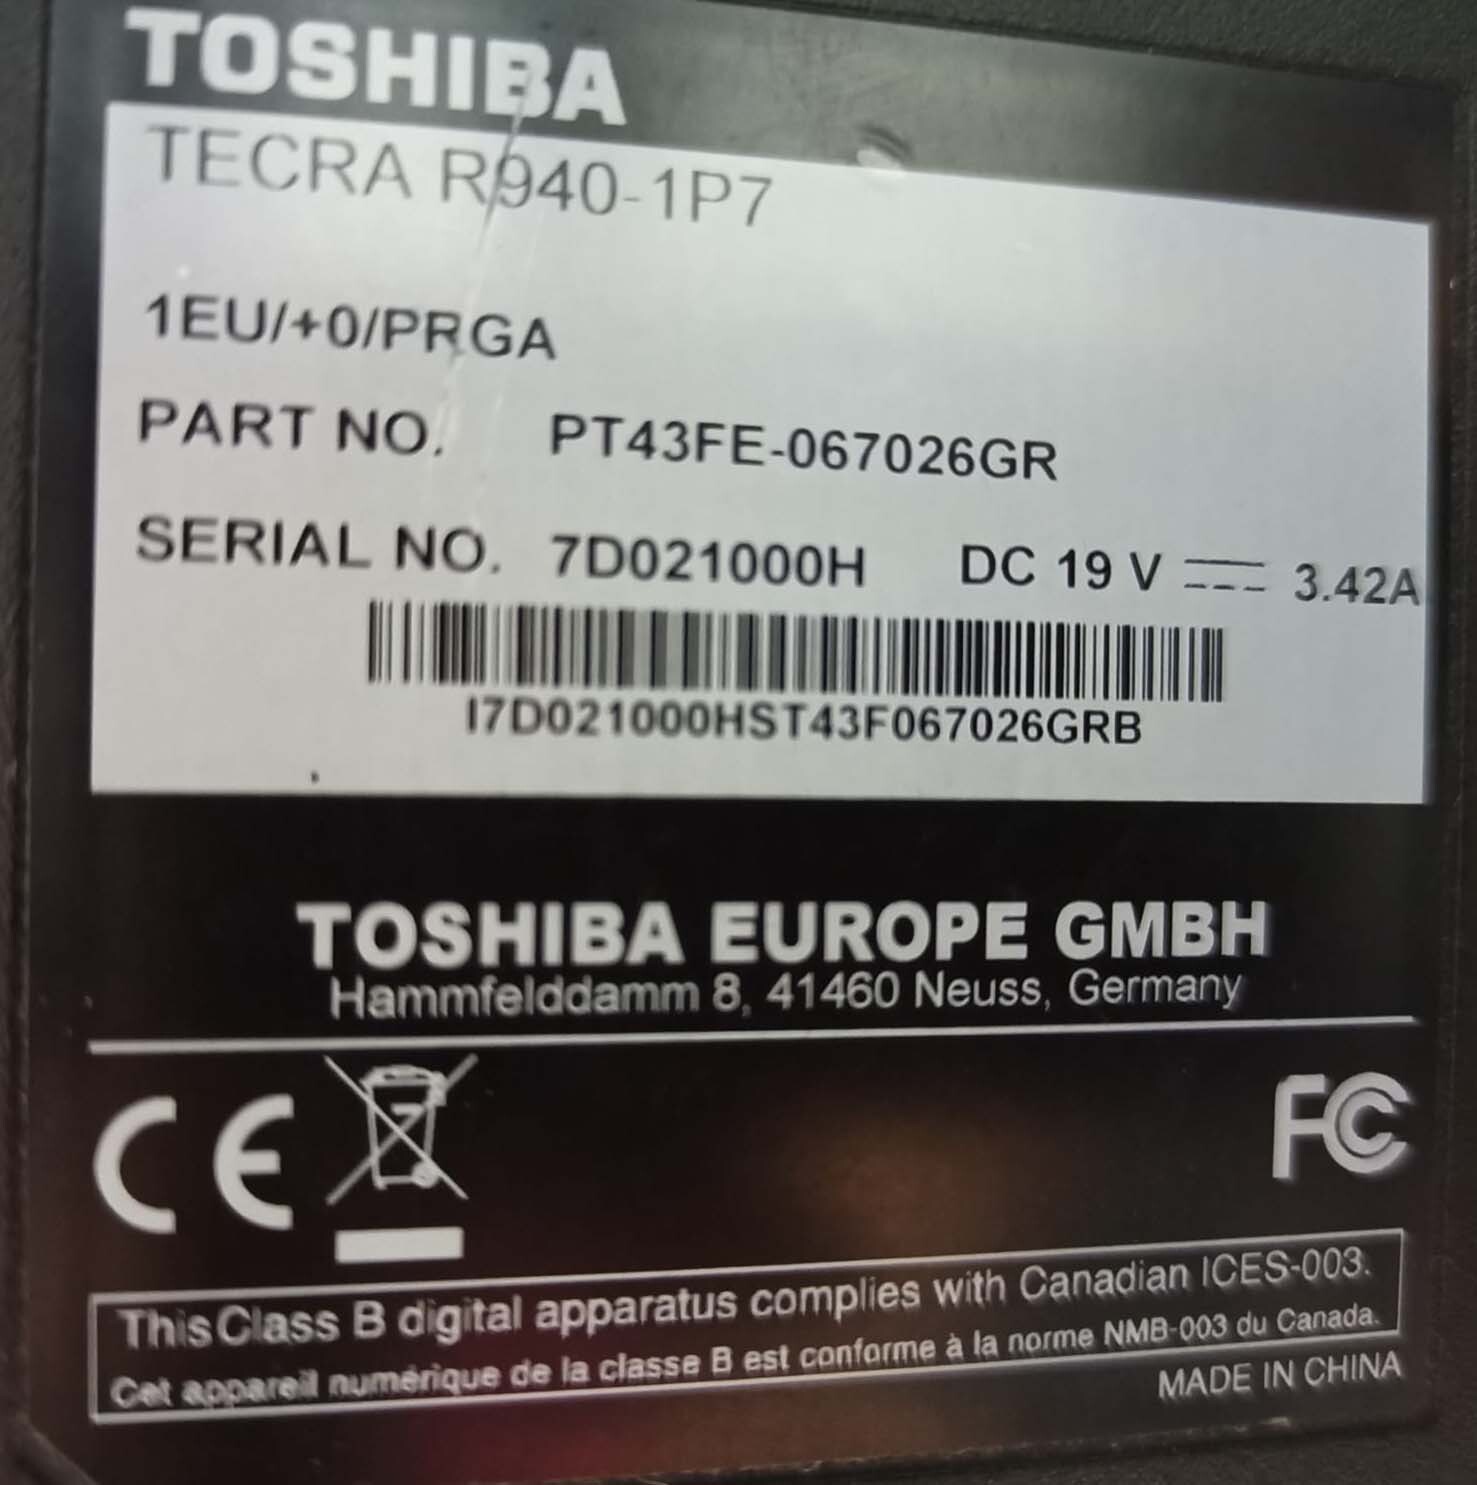 TOSHIBA
TECRA R940-1P7
1EU/+0/PRGA
PART NO. PT43FE-067026GR
SERIAL NO. 7D021000H DC 19 V 3.42A
I7D021000HST43F067026GRB
TOSHIBA EUROPE GMBH
Hammfelddamm 8, 41460 Neuss, Germany
CE
FC
This Class B digital apparatus complies with Canadian ICES-003.
Cet appareil numérique de la classe B est conforme à la norme NMB-003 du Canada.
MADE IN CHINA